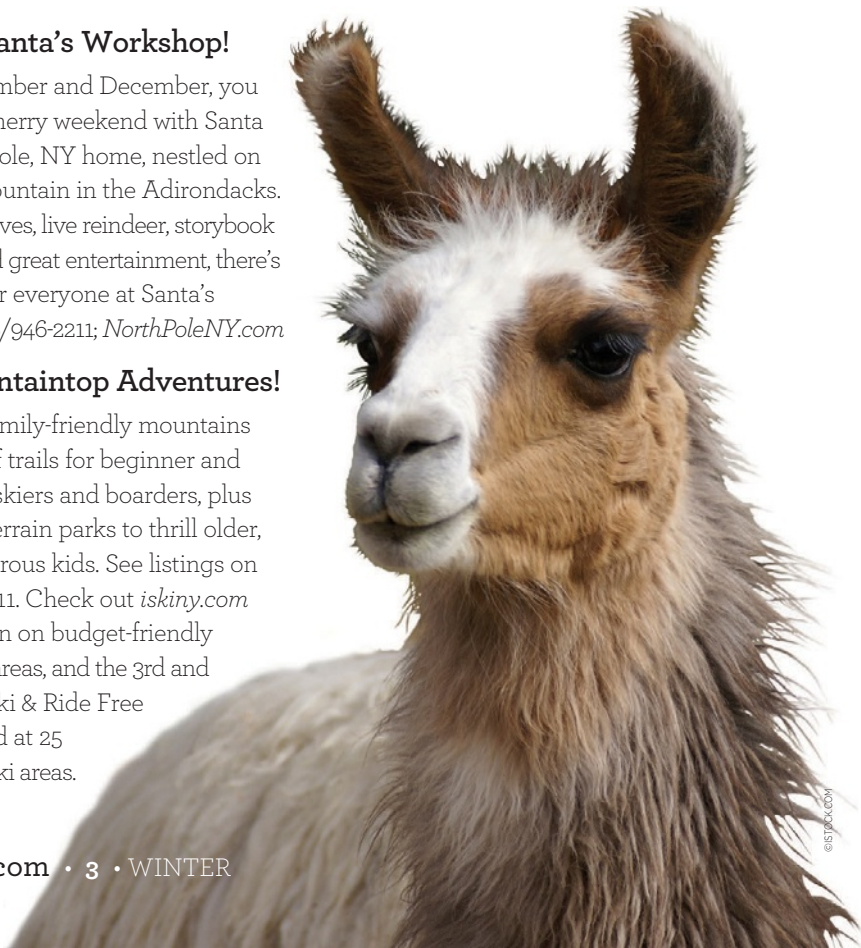 anta's Workshop!
mber and December, you
nerry weekend with Santa
ole, NY home, nestled on
ountain in the Adirondacks.
ves, live reindeer, storybook
d great entertainment, there's
r everyone at Santa's
/946-2211; NorthPoleNY.com
ntaintop Adventures!
mily-friendly mountains
f trails for beginner and
skiers and boarders, plus
errain parks to thrill older,
rous kids. See listings on
11. Check out iskiny.com
n on budget-friendly
areas, and the 3rd and
ki & Ride Free
d at 25
ki areas.
com • 3 • WINTER
©ISTOCK.COM